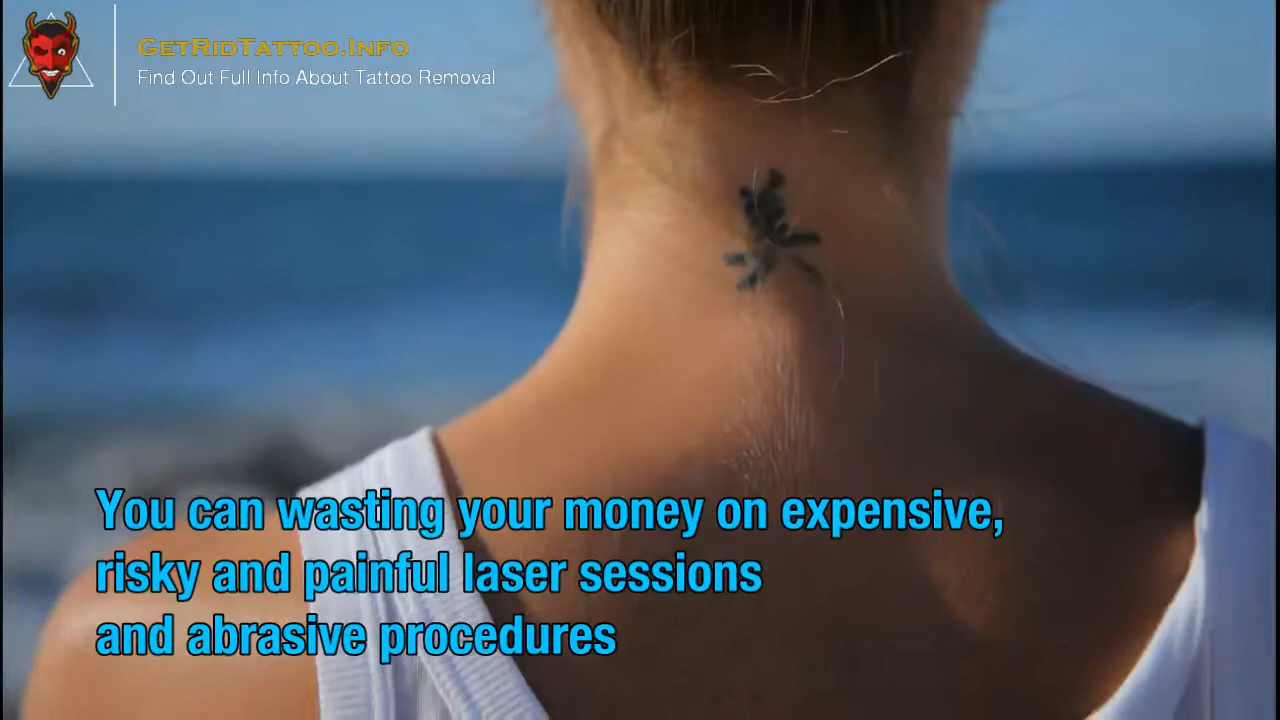 GetRidTattoo.Info
Find Out Full Info About Tattoo Removal
You can wasting your money on expensive,
risky and painful laser sessions
and abrasive procedures